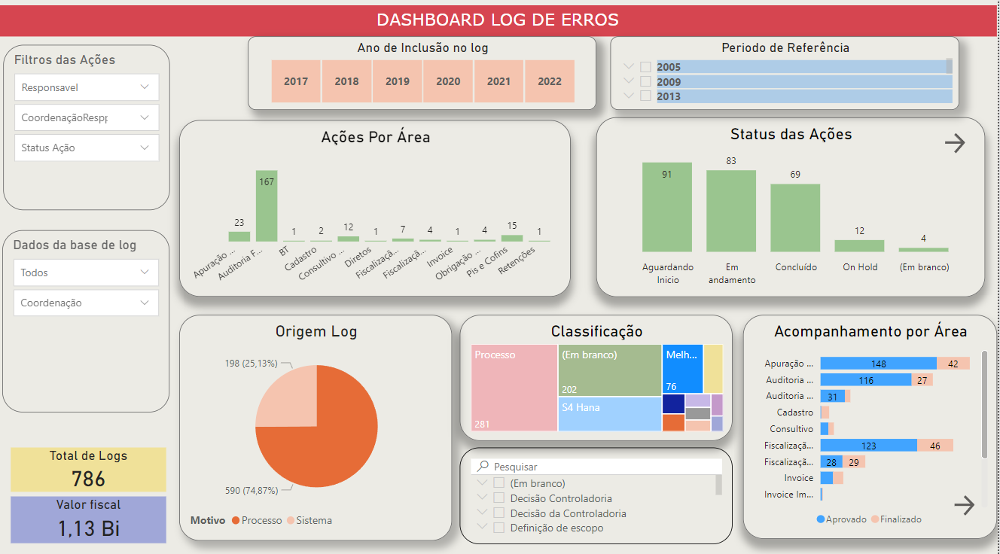 DASHBOARD LOG DE ERROS
Filtros das Ações
Responsavel
CoordenaçãoRespp
Status Ação
Ano de Inclusão no log
2017 2018 2019 2020 2021 2022
Periodo de Referência
2005
2009
2013
Ações Por Área
23 167 1 2 12 1 7 4 1 4 15 1
Apuração ...
Auditoria F...
BT
Cadastro
Consultivo ...
Diretos
Fiscalizaçã...
Fiscalizaçã...
Invoice
Obrigação ...
Pis e Cofins
Retenções
Status das Ações
91 83 69 12 4
Aguardando Inicio
Em andamento
Concluído
On Hold
(Em branco)
Dados da base de log
Todos
Coordenação
Total de Logs
786
Valor fiscal
1,13 Bi
Origem Log
198 (25,13%)
590 (74,87%)
Motivo Processo Sistema
Classificação
Processo
281
(Em branco)
202
S4 Hana
Melh...
76
Pesquisar
(Em branco)
Decisão Controladoria
Decisão da Controladoria
Definição de escopo
Acompanhamento por Área
Apuração ... 148 42
Auditoria ... 116 27
Auditoria ... 31
Cadastro
Consultivo
Fiscalizaçã... 123 46
Fiscalizaçã... 28 29
Invoice
Invoice Im...
Aprovado Finalizado